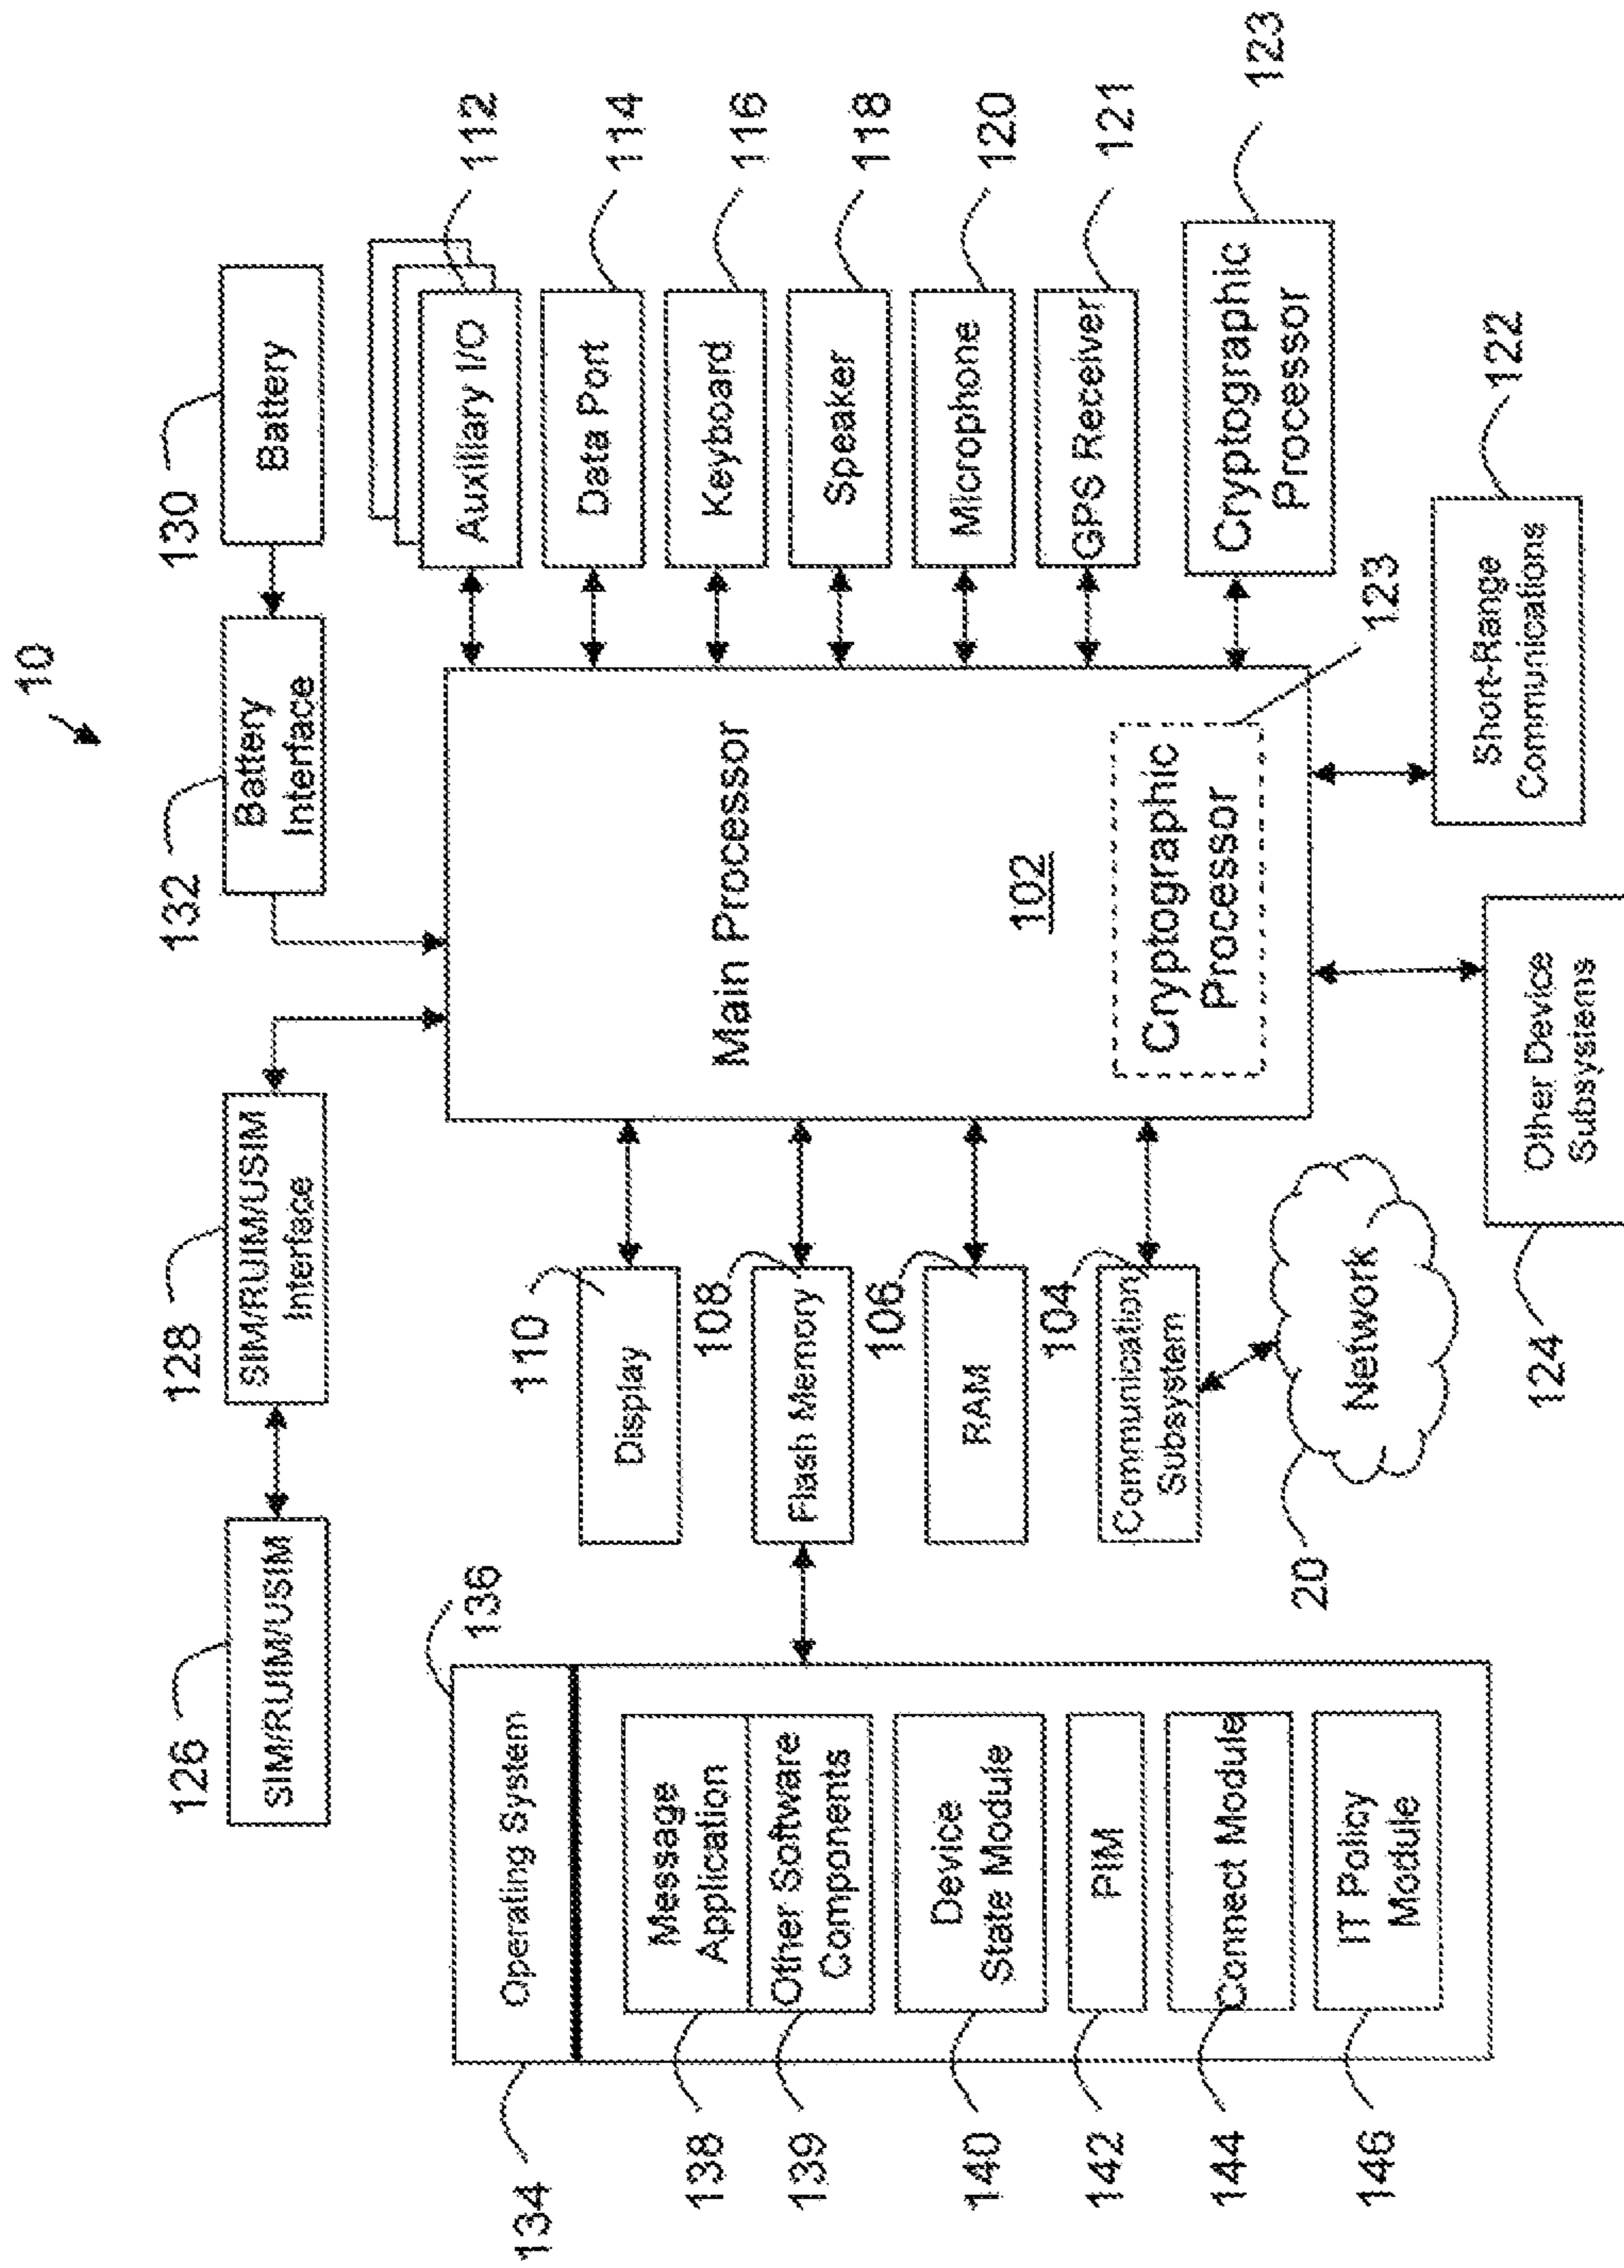 10
126
SIM/RUIM/USIM
128
SIM/RUIM/USIM
Interface
132
Battery
Interface
130
Battery
134
Operating System
136
138
Message
Application
139
Other Software
Components
140
Device
State Module
142
PIM
144
Connect Module
146
IT Policy
Module
110
Display
108
Flash Memory
106
RAM
104
Communication
Subsystem
20
Network
Main Processor
102
Cryptographic
Processor
123
Auxiliary I/O
112
Data Port
114
Keyboard
116
Speaker
118
Microphone
120
GPS Receiver
121
Cryptographic
Processor
123
124
Other Device
Subsystems
Short-Range
Communications
122